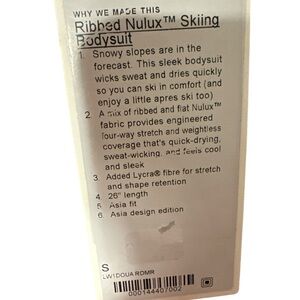 WHY WE MADE THIS
Ribbed Nulux™ Skiing
Bodysuit
1. Snowy slopes are in the
forecast. This sleek bodysuit
wicks sweat and dries quickly
so you can ski in comfort (and
enjoy a little apres ski too)
2. A mix of ribbed and flat Nulux™
fabric provides engineered
four-way stretch and weightless
coverage that's quick-drying,
sweat-wicking, and feels cool
and sleek
3. Added Lycra® fibre for stretch
and shape retention
4. 26" length
5. Asia fit
6. Asia design edition
S
LW1DOUA RDMR
000144407002